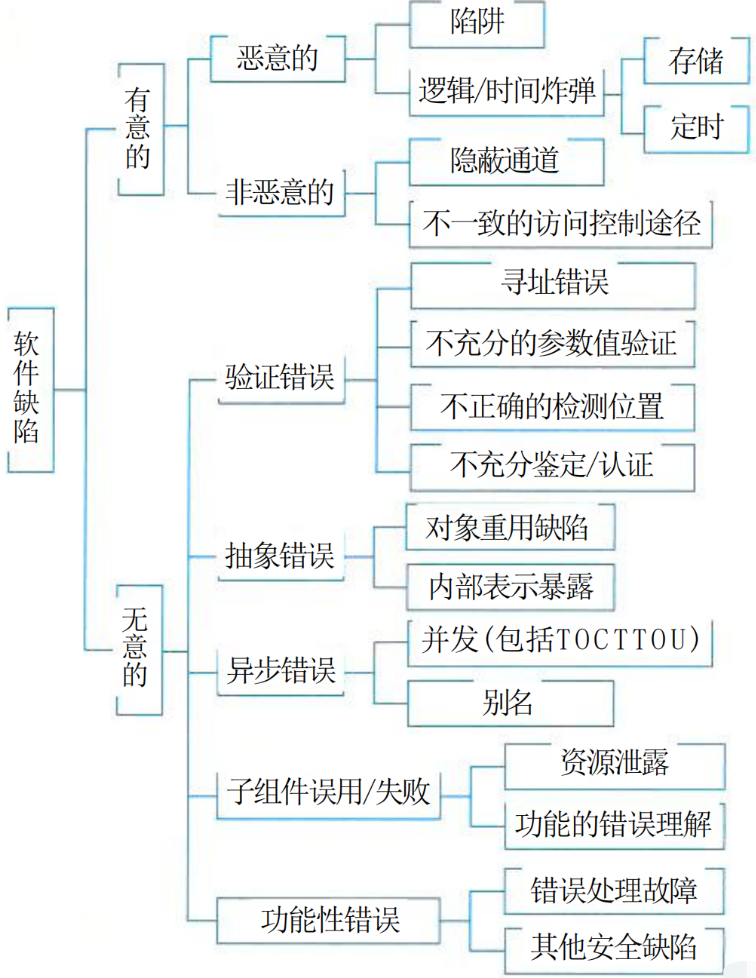 软件缺陷
有意的
恶意的
陷阱
逻辑/时间炸弹
存储
定时
非恶意的
隐蔽通道
不一致的访问控制途径
无意的
验证错误
寻址错误
不充分的参数值验证
不正确的检测位置
不充分鉴定/认证
抽象错误
对象重用缺陷
内部表示暴露
异步错误
并发(包括TOCTTOU)
别名
子组件误用/失败
资源泄露
功能的错误理解
功能性错误
错误处理故障
其他安全缺陷